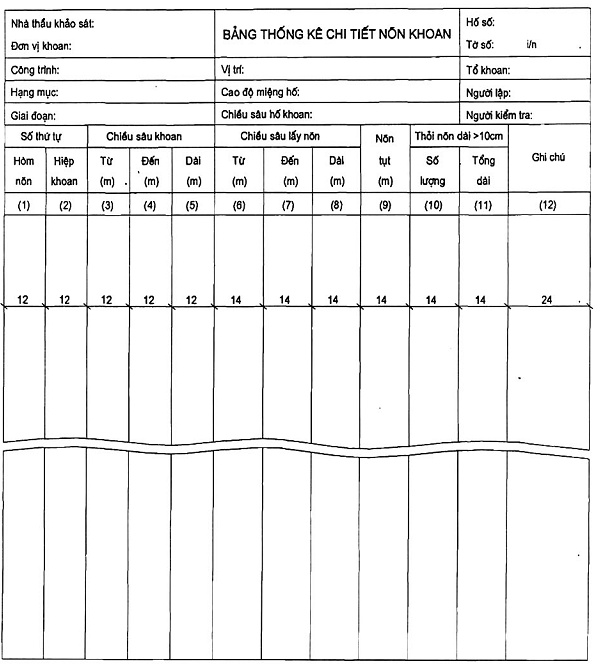 Nhà thầu khảo sát:
Đơn vị khoan:
BẢNG THỐNG KÊ CHI TIẾT NÕN KHOAN
Hố số:
Tờ số: i/n
Công trình:
Vị trí:
Tổ khoan:
Hạng mục:
Cao độ miệng hố:
Người lập:
Giai đoạn:
Chiều sâu hố khoan:
Người kiểm tra:
Số thứ tự
Chiều sâu khoan
Chiều sâu lấy nõn
Nõn tụt (m)
Thỏi nõn dài >10cm
Ghi chú
Hòm nõn
Hiệp khoan
Từ (m)
Đến (m)
Dài (m)
Từ (m)
Đến (m)
Dài (m)
Số lượng
Tổng dài
(1) (2) (3) (4) (5) (6) (7) (8) (9) (10) (11) (12)
12 12 12 12 12 14 14 14 14 14 14 24